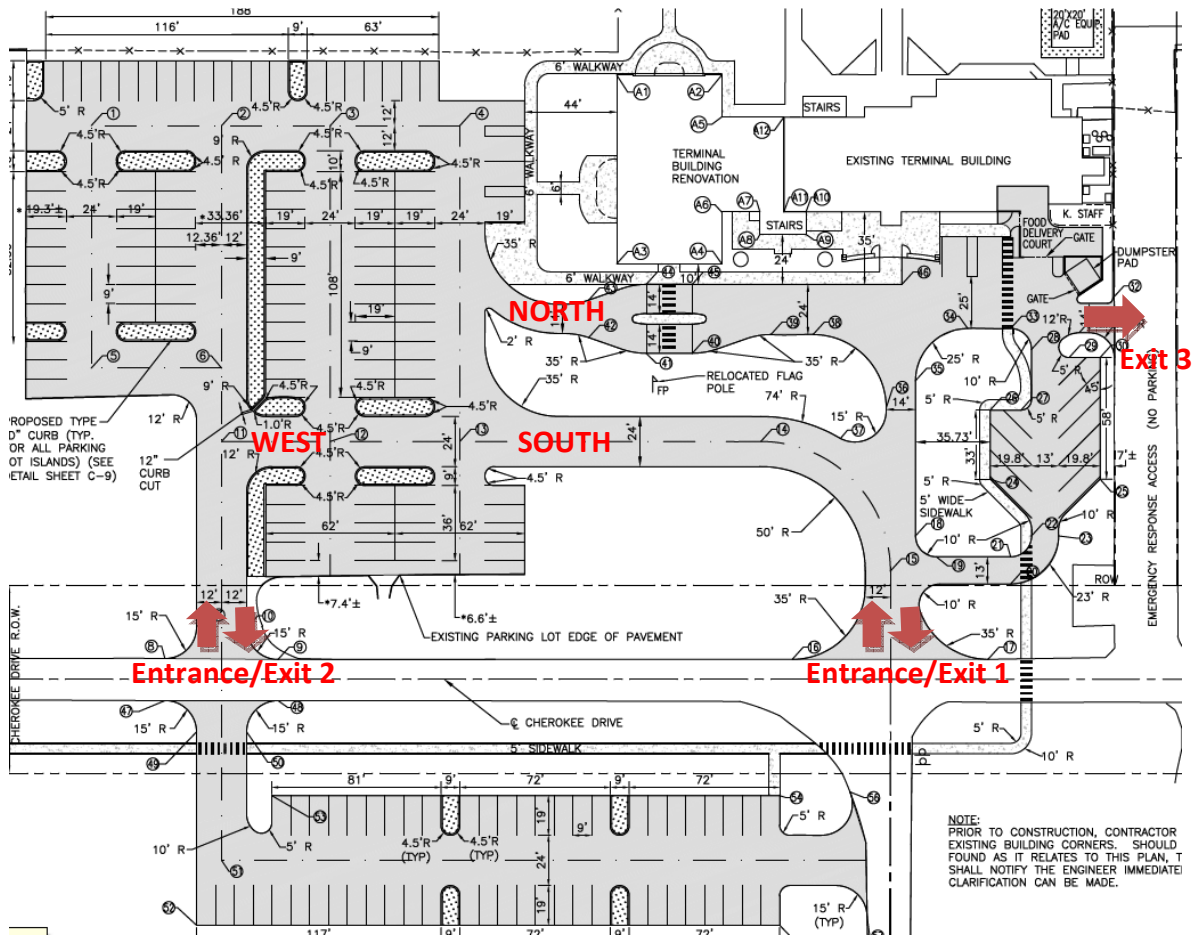 188'
116'
9'
63'
20'X20'
A/C EQUIP.
PAD
6' WALKWAY
5' R
4.5'R
4.5'R
1
2
3
4
12'
12'
44'
A1
A2
A5
A12
STAIRS
4.5'R
9' R
4.5'R
4.5' R
10'
4.5'R
4.5'R
4.5'R
4.5'R
TERMINAL
BUILDING
RENOVATION
EXISTING TERMINAL BUILDING
6' WALKWAY
6'
*19.3'±
24'
19'
*33.36'
19'
24'
19'
19'
24'
19'
12.36'
12'
9'
A6
A7
A11
A10
STAIRS
A8
A9
35'
24'
FOOD
DELIVERY
COURT
K. STAFF
GATE
DUMPSTER
PAD
GATE
35' R
A3
A4
6' WALKWAY
10'
44
45
46
43
9'
108'
19'
9'
NORTH
14'
14'
24'
25'
32
12'R
Exit 3
2' R
42
39
38
34
33
28
29
30
5' R
45'
5
6
35' R
35' R
41
40
35' R
25' R
35
RELOCATED FLAG
POLE
FP
10' R
36
14'
74' R
15' R
37
5' R
26
27
5' R
58'
PROPOSED TYPE
D" CURB (TYP.
OR ALL PARKING
OT ISLANDS) (SEE
ETAIL SHEET C-9)
12' R
9' R
4.5'R
1.0'R
4.5'R
11
WEST
12
13
24'
SOUTH
24'
14
12"
CURB
CUT
12' R
4.5'R
4.5'R
9'
4.5' R
35.73'
33'
19.8'
13'
19.8'
17'±
24
25
5' R
5' WIDE
SIDEWALK
62'
36'
62'
50' R
18
10' R
22
10' R
23
15
19
21
20
13'
ROW
*7.4'±
*6.6'±
12'
12'
15' R
10
15' R
8
9
EXISTING PARKING LOT EDGE OF PAVEMENT
35' R
12'
10' R
35' R
23' R
16
17
EMERGENCY RESPONSE ACCESS (NO PARKING)
CHEROKEE DRIVE R.O.W.
Entrance/Exit 2
Entrance/Exit 1
47
48
15' R
15' R
℄ CHEROKEE DRIVE
5' SIDEWALK
49
50
5' R
10' R
81'
9'
72'
9'
72'
53
54
56
19'
9'
5' R
4.5'R
(TYP)
4.5'R
(TYP)
10' R
5' R
24'
51
19'
52
15' R
(TYP)
117'
9'
72'
9'
72'
NOTE:
PRIOR TO CONSTRUCTION, CONTRACTOR
EXISTING BUILDING CORNERS. SHOULD
FOUND AS IT RELATES TO THIS PLAN, T
SHALL NOTIFY THE ENGINEER IMMEDIATE
CLARIFICATION CAN BE MADE.